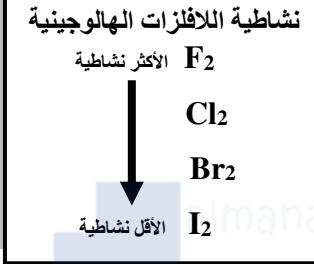 نشاطية اللافلزات الهالوجينية
الأكثر نشاطية F2
Cl2
Br2
الأقل نشاطية I2